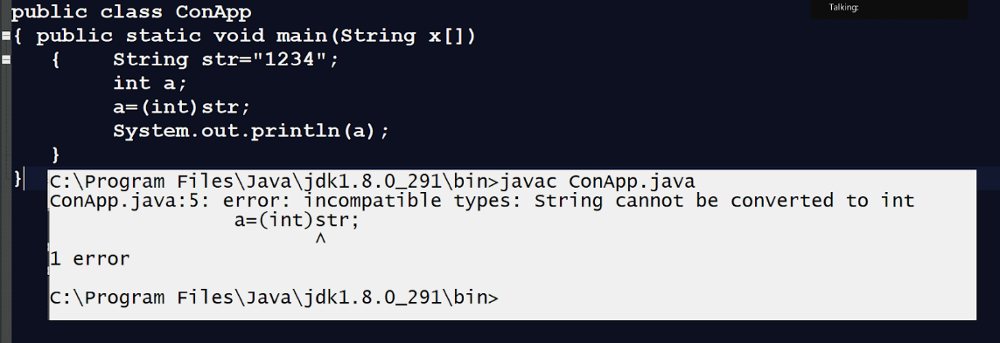 Talking:
public class ConApp
{ public static void main(String x[])
{ String str="1234";
int a;
a=(int)str;
System.out.println(a);
}
}
C:\Program Files\Java\jdk1.8.0_291\bin>javac ConApp.java
ConApp.java:5: error: incompatible types: String cannot be converted to int
a=(int)str;
^
1 error
C:\Program Files\Java\jdk1.8.0_291\bin>